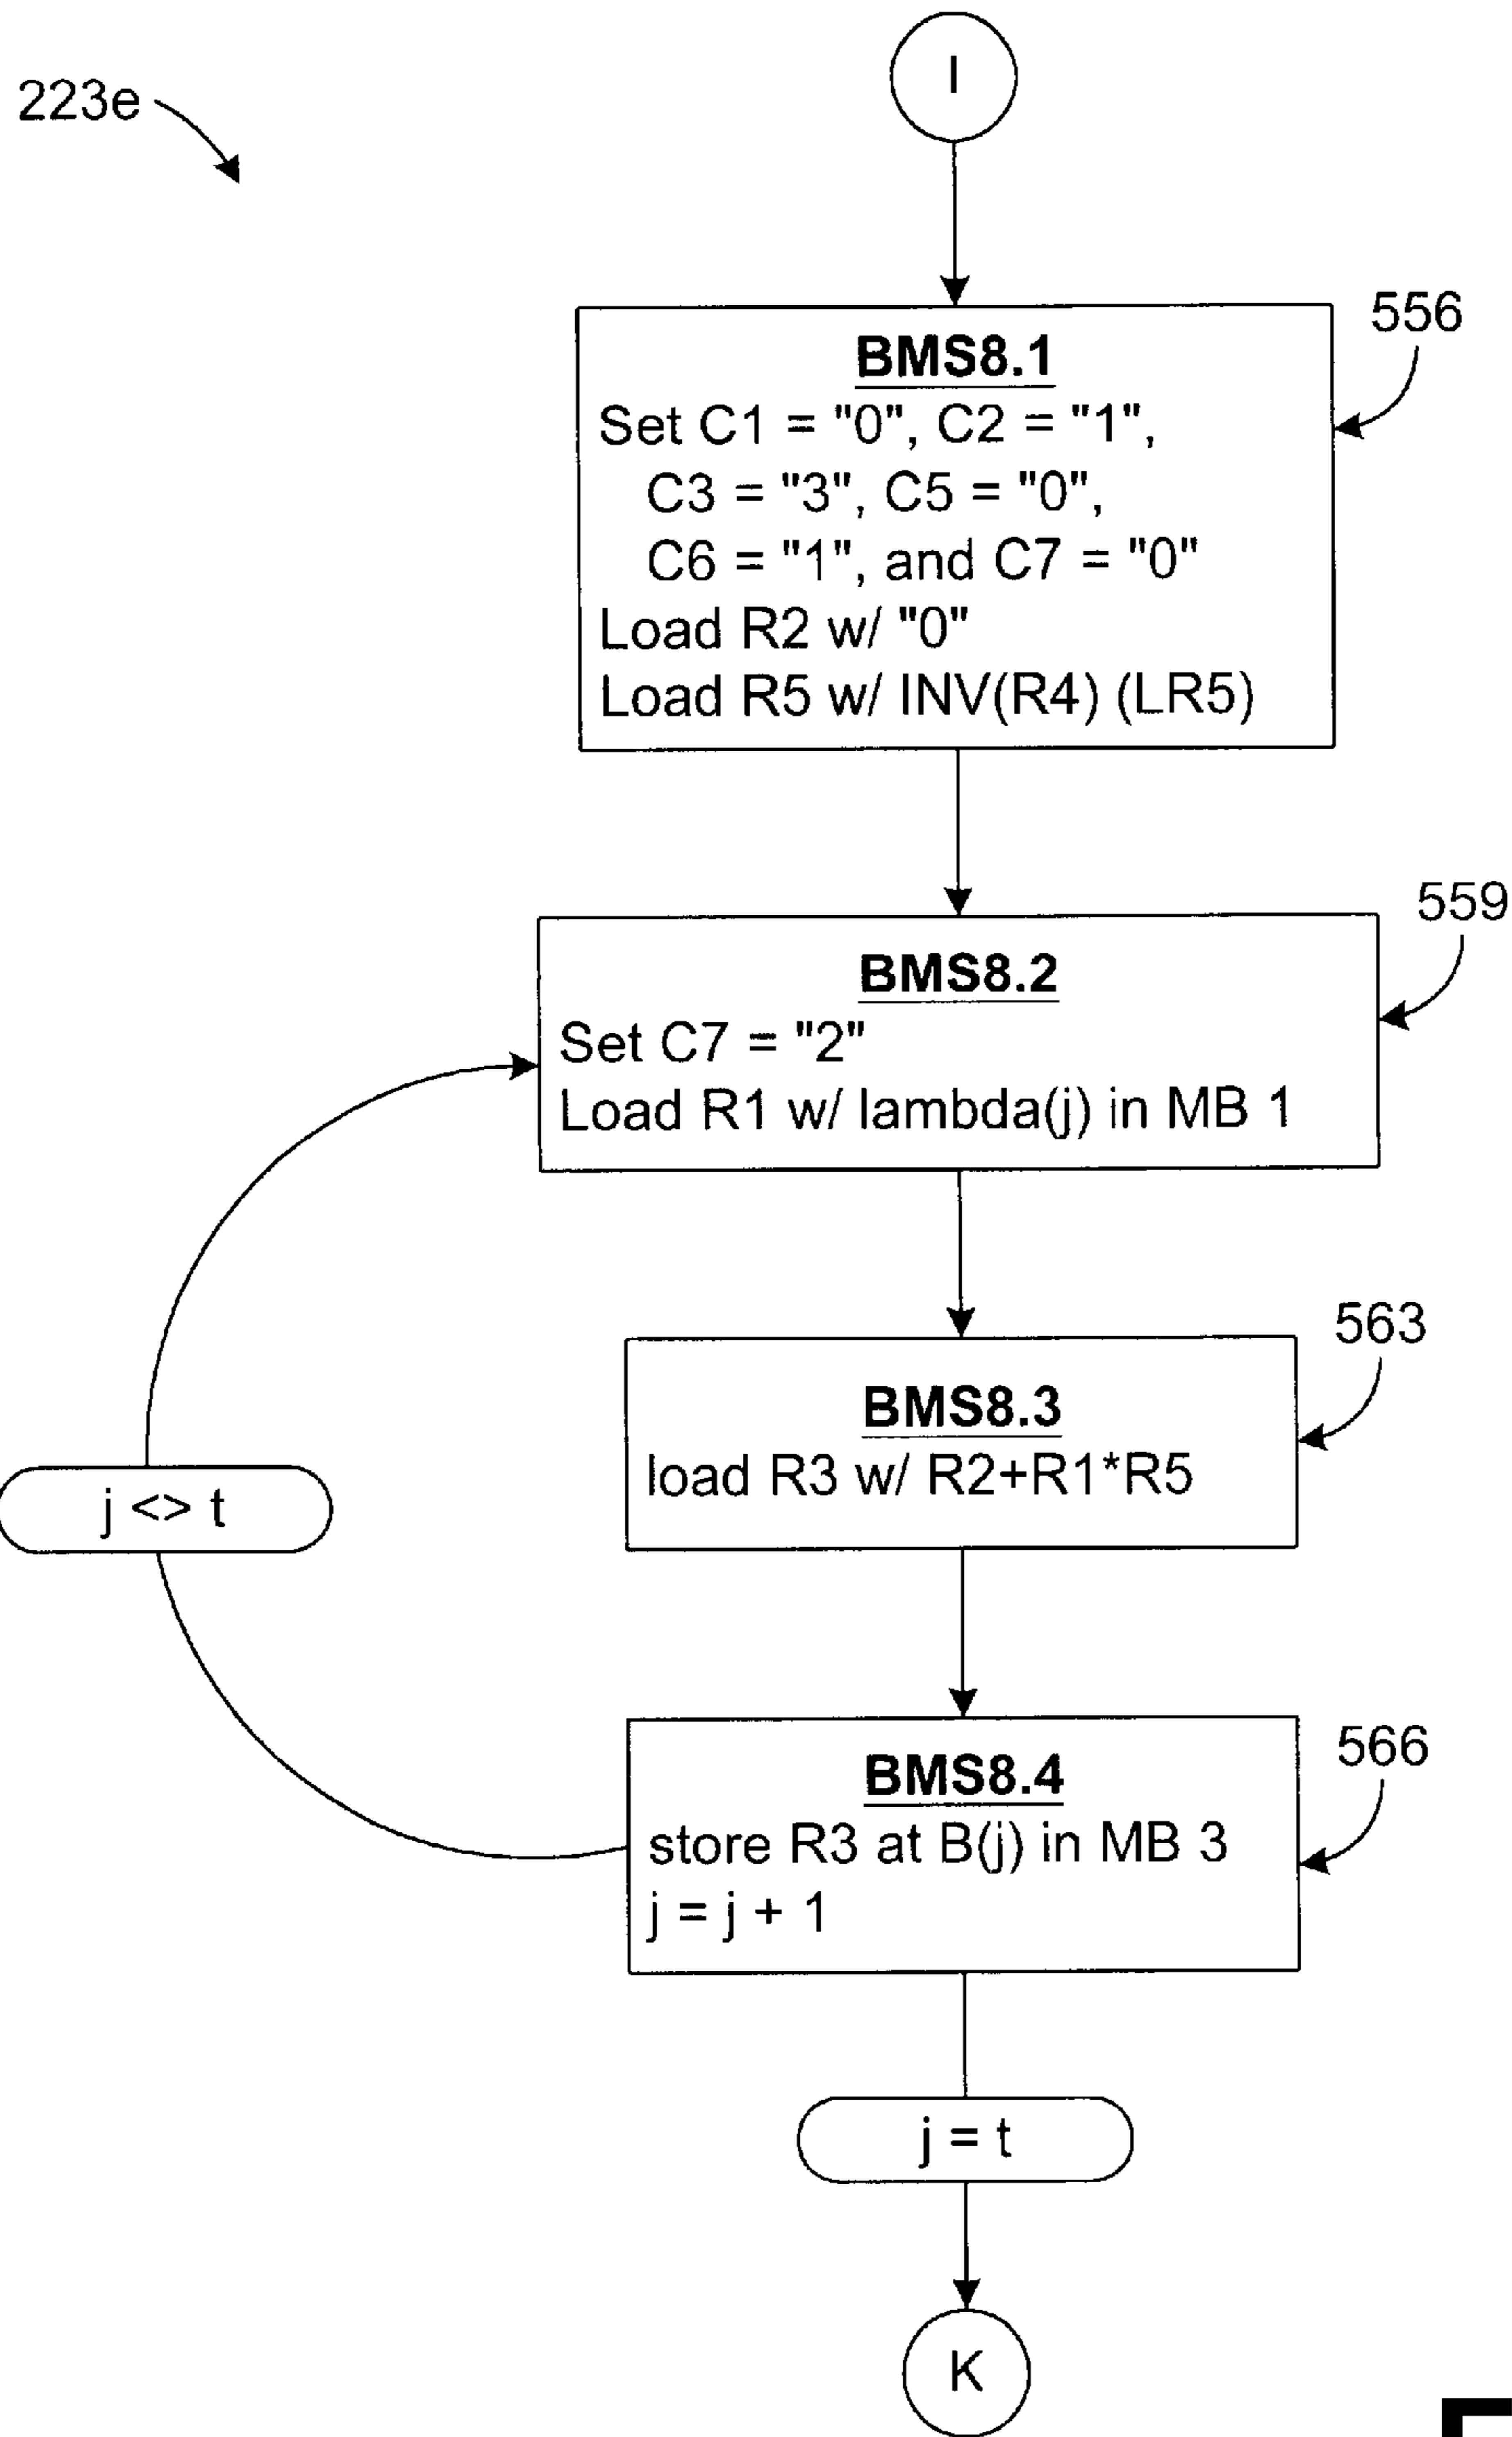 223e
I
556
BMS8.1
Set C1 = "0", C2 = "1",
C3 = "3", C5 = "0",
C6 = "1", and C7 = "0"
Load R2 w/ "0"
Load R5 w/ INV(R4) (LR5)
559
BMS8.2
Set C7 = "2"
Load R1 w/ lambda(j) in MB 1
563
BMS8.3
load R3 w/ R2+R1*R5
j <> t
566
BMS8.4
store R3 at B(j) in MB 3
j = j + 1
j = t
K